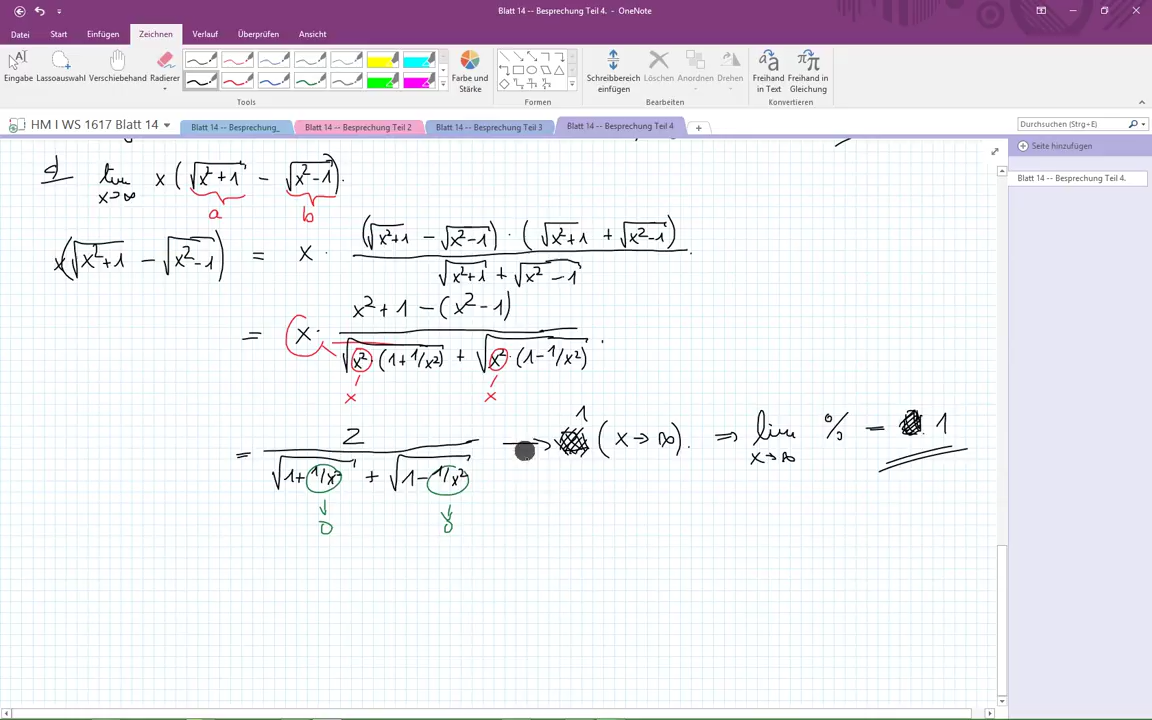 Blatt 14 -- Besprechung Teil 4. - OneNote
Datei Start Einfügen Zeichnen Verlauf Überprüfen Ansicht
Eingabe Lassoauswahl Verschiebehand Radierer
Farbe und Stärke
Schreibbereich einfügen
Löschen Anordnen Drehen
Freihand in Text
Freihand in Gleichung
Tools Formen Bearbeiten Konvertieren
HM I WS 1617 Blatt 14
Blatt 14 -- Besprechung_
Blatt 14 -- Besprechung Teil 2
Blatt 14 -- Besprechung Teil 3
Blatt 14 -- Besprechung Teil 4
Durchsuchen (Strg+E)
Seite hinzufügen
Blatt 14 -- Besprechung Teil 4.
d) lim x→∞ x (√(x²+1) - √(x²-1)).
a b
x(√(x²+1) - √(x²-1)) = x · ((√(x²+1) - √(x²-1)) · (√(x²+1) + √(x²-1))) / (√(x²+1) + √(x²-1)).
= x · (x²+1 - (x²-1)) / (√(x²·(1+1/x²)) + √(x²·(1-1/x²))).
x x
= 2 / (√(1+1/x²) + √(1-1/x²)) → 1 (x→∞). ⇒ lim x→∞ % = 1
0 0